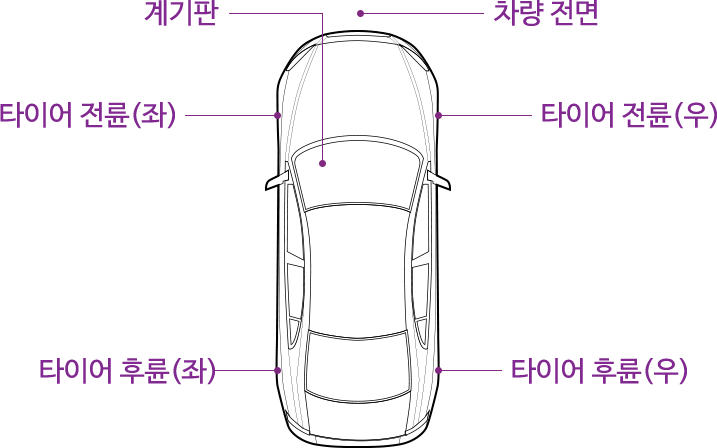 계기판
차량 전면
타이어 전륜(좌)
타이어 전륜(우)
타이어 후륜(좌)
타이어 후륜(우)